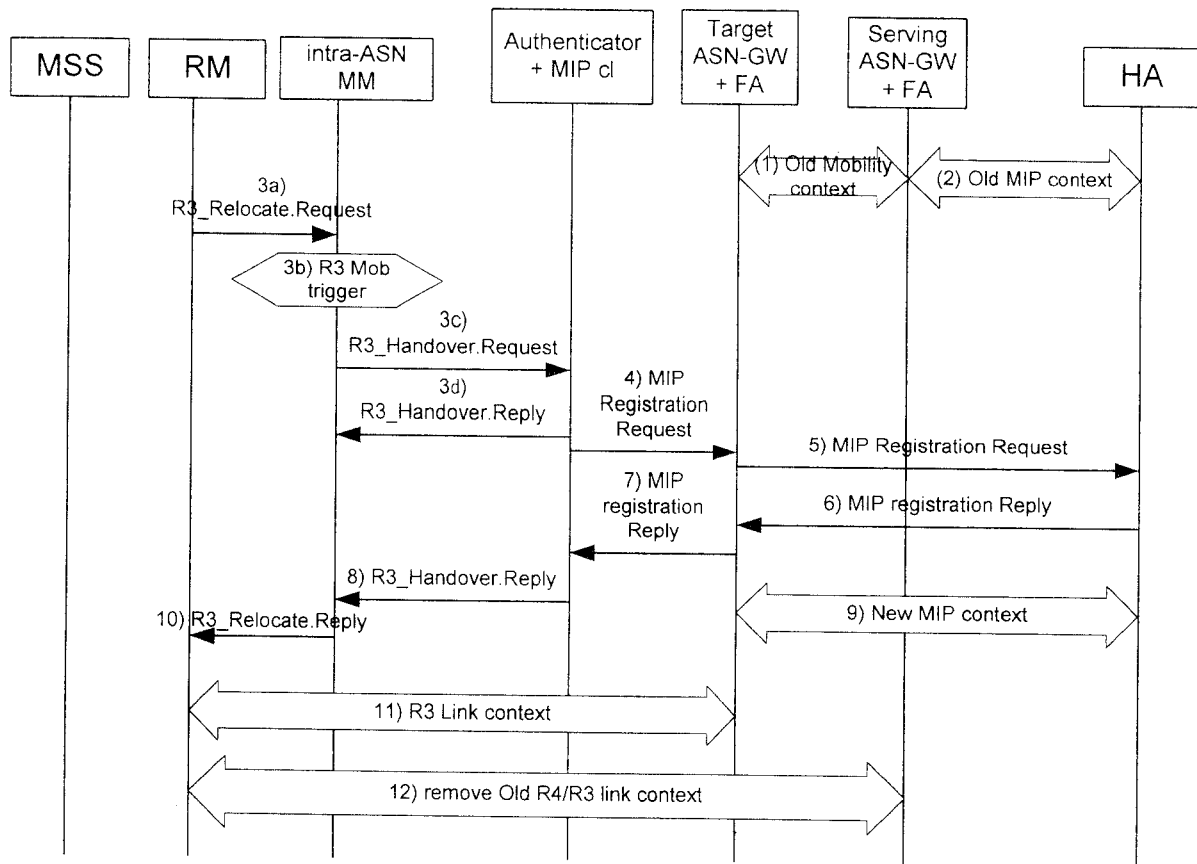 MSS
RM
intra-ASN
MM
Authenticator
+ MIP cl
Target
ASN-GW
+ FA
Serving
ASN-GW
+ FA
HA
(1) Old Mobility
context
(2) Old MIP context
3a)
R3_Relocate.Request
3b) R3 Mob
trigger
3c)
R3_Handover.Request
3d)
R3_Handover.Reply
4) MIP
Registration
Request
5) MIP Registration Request
6) MIP registration Reply
7) MIP
registration
Reply
8) R3_Handover.Reply
9) New MIP context
10) R3_Relocate.Reply
11) R3 Link context
12) remove Old R4/R3 link context